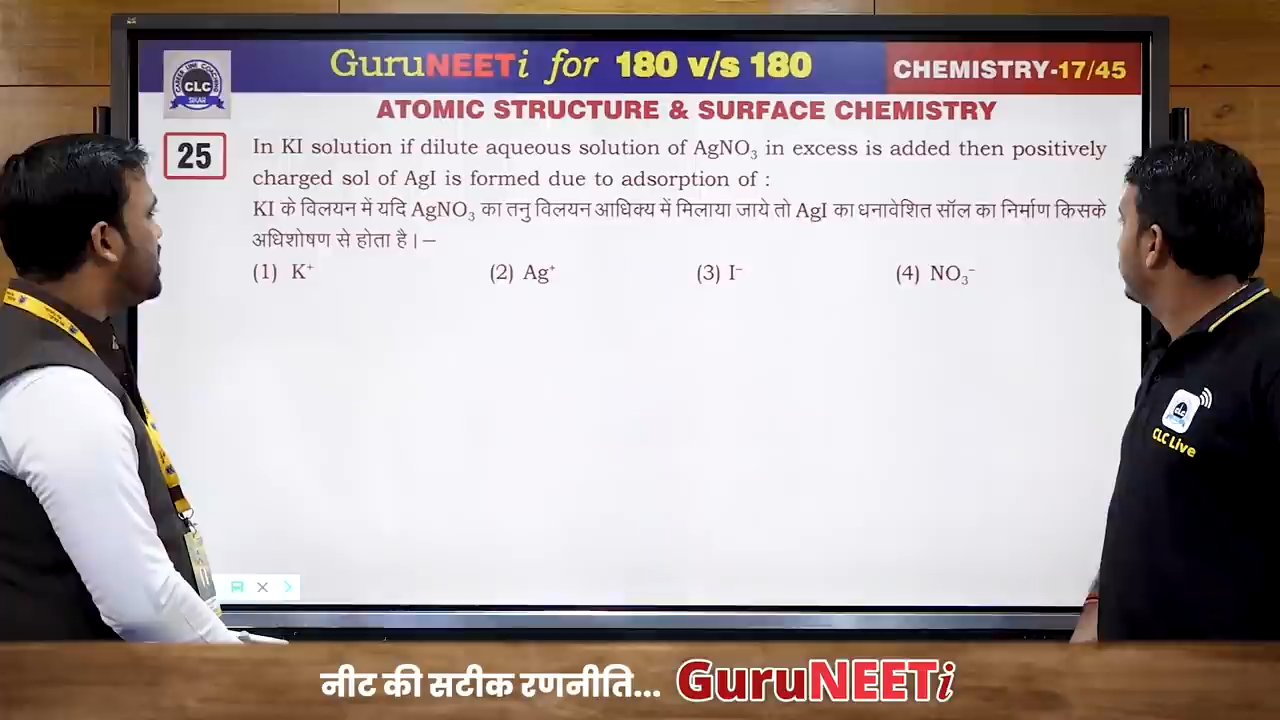 GuruNEETi for 180 v/s 180
CHEMISTRY-17/45
CLC
SIKAR
ATOMIC STRUCTURE & SURFACE CHEMISTRY
25
In KI solution if dilute aqueous solution of AgNO₃ in excess is added then positively
charged sol of AgI is formed due to adsorption of :
KI के विलयन में यदि AgNO₃ का तनु विलयन आधिक्य में मिलाया जाये तो AgI का धनावेशित सॉल का निर्माण किसके
अधिशोषण से होता है।–
(1) K⁺ (2) Ag⁺ (3) I⁻ (4) NO₃⁻
CLC Live
नीट की सटीक रणनीति... GuruNEETi